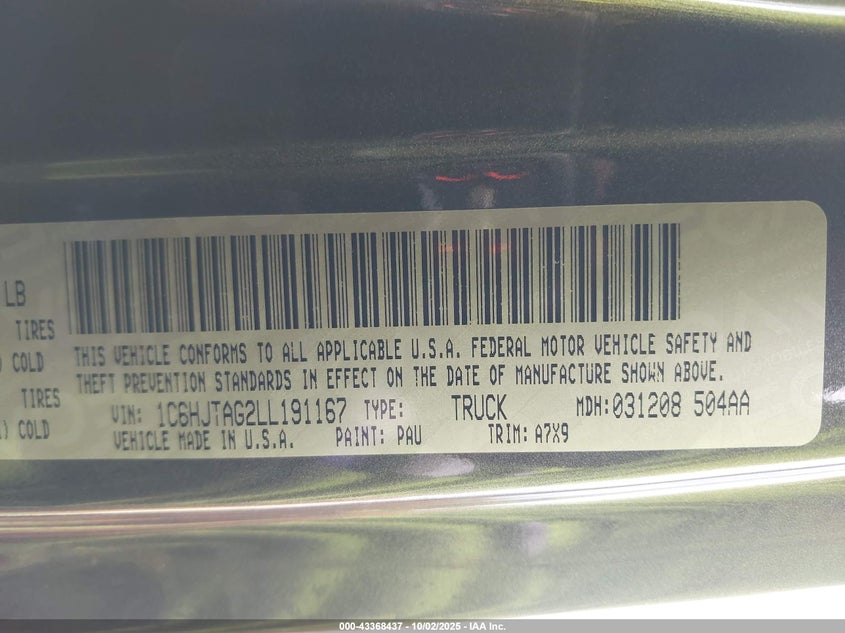 LB
TIRES
COLD
THIS VEHICLE CONFORMS TO ALL APPLICABLE U.S.A. FEDERAL MOTOR VEHICLE SAFETY AND
THEFT PREVENTION STANDARDS IN EFFECT ON THE DATE OF MANUFACTURE SHOWN ABOVE.
TIRES
) COLD
VIN: 1C6HJTAG2LL191167 TYPE: TRUCK MDH: 031208 504AA
VEHICLE MADE IN U.S.A. PAINT: PAU TRIM: A7X9
000-43368437 - 10/02/2025 - IAA Inc.